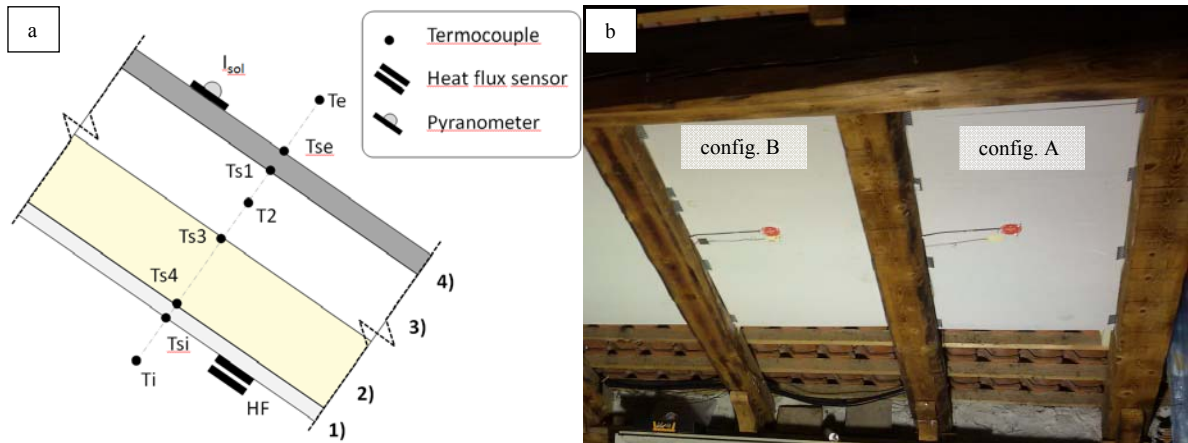 a
Termocouple
Heat flux sensor
Pyranometer
Isol
Te
Tse
Ts1
T2
Ts3
Ts4
Tsi
Ti
HF
4)
3)
2)
1)
b
config. B
config. A